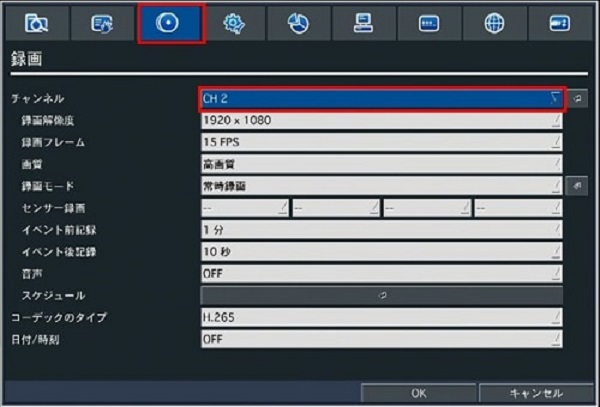 録画
チャンネル CH 2
録画解像度 1920 x 1080
録画フレーム 15 FPS
画質 高画質
録画モード 常時録画
センサー録画 -- -- -- --
イベント前記録 1 分
イベント後記録 10 秒
音声 OFF
スケジュール
コーデックのタイプ H.265
日付/時刻 OFF
OK キャンセル